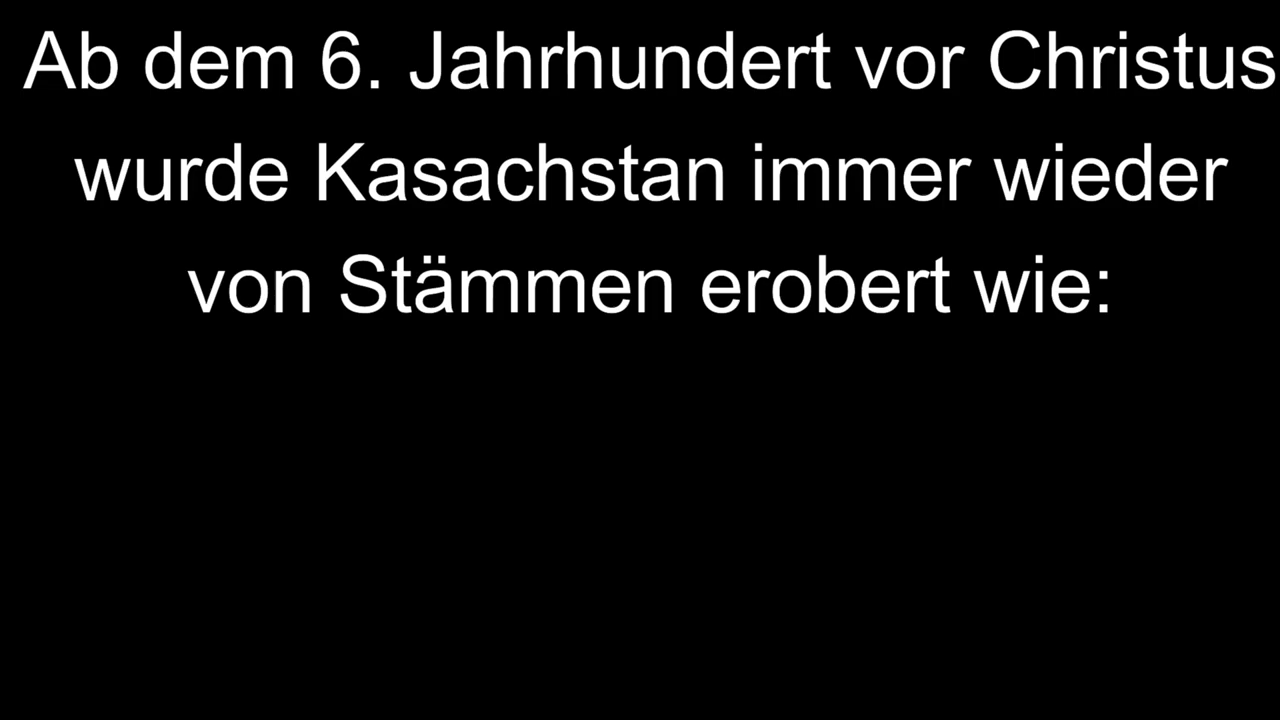 Ab dem 6. Jahrhundert vor Christus
wurde Kasachstan immer wieder
von Stämmen erobert wie: